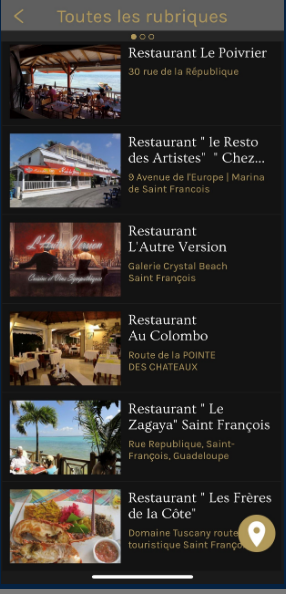 Toutes les rubriques
Restaurant Le Poivrier
30 rue de la République
Restaurant " le Resto
des Artistes" " Chez...
9 Avenue de l'Europe | Marina
de Saint Francois
L'Autre Version
Restaurant
L'Autre Version
Galerie Crystal Beach
Saint François
Restaurant
Au Colombo
Route de la POINTE
DES CHATEAUX
Restaurant " Le
Zagaya" Saint François
Rue Republique, Saint-
François, Guadeloupe
Restaurant " Les Frères
de la Côte"
Domaine Tuscany route
touristique Saint